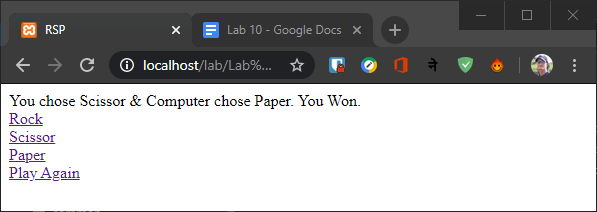 RSP
Lab 10 - Google Docs
localhost/lab/Lab%...
ने
You chose Scissor & Computer chose Paper. You Won.
Rock
Scissor
Paper
Play Again